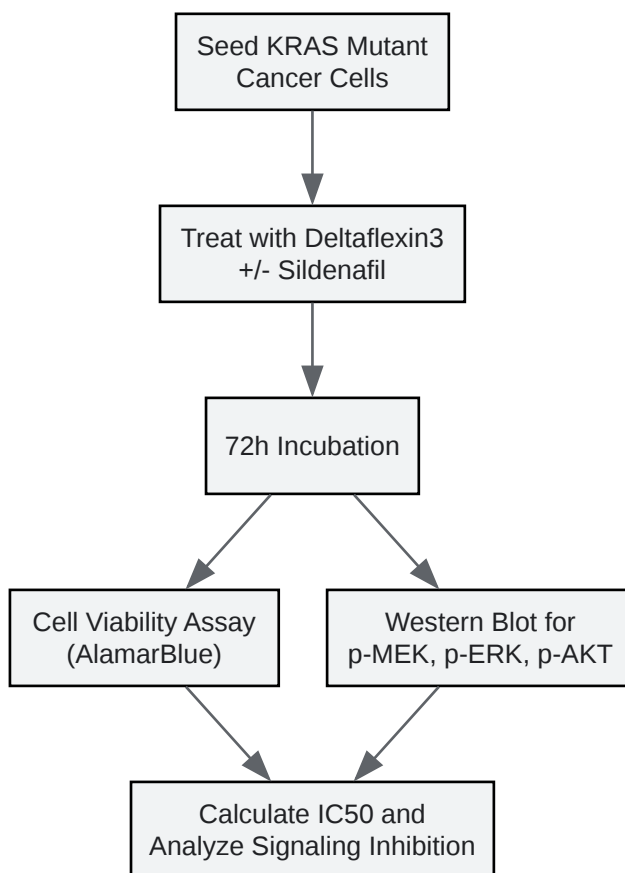 Seed KRAS Mutant
Cancer Cells
Treat with Deltaflexin3
+/- Sildenafil
72h Incubation
Cell Viability Assay
(AlamarBlue)
Western Blot for
p-MEK, p-ERK, p-AKT
Calculate IC50 and
Analyze Signaling Inhibition